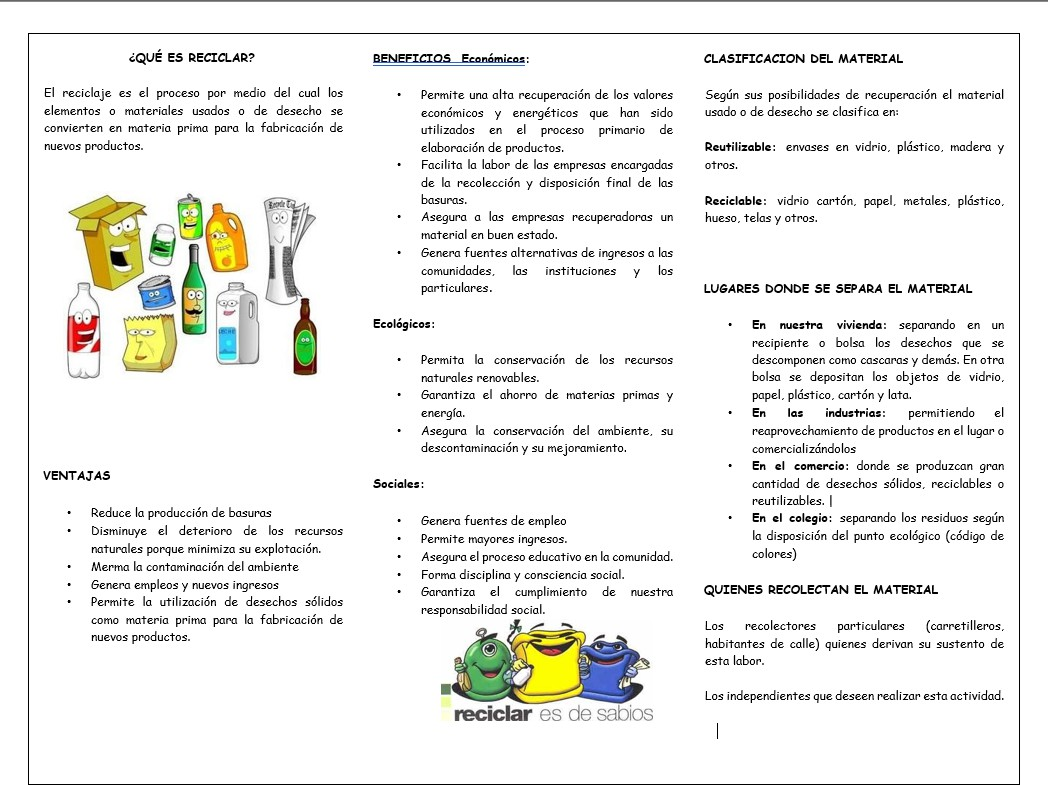 ¿QUÉ ES RECICLAR?
El reciclaje es el proceso por medio del cual los
elementos o materiales usados o de desecho se
convierten en materia prima para la fabricación de
nuevos productos.
VENTAJAS
• Reduce la producción de basuras
• Disminuye el deterioro de los recursos
naturales porque minimiza su explotación.
• Merma la contaminación del ambiente
• Genera empleos y nuevos ingresos
• Permite la utilización de desechos sólidos
como materia prima para la fabricación de
nuevos productos.
BENEFICIOS Económicos:
• Permite una alta recuperación de los valores
económicos y energéticos que han sido
utilizados en el proceso primario de
elaboración de productos.
• Facilita la labor de las empresas encargadas
de la recolección y disposición final de las
basuras.
• Asegura a las empresas recuperadoras un
material en buen estado.
• Genera fuentes alternativas de ingresos a las
comunidades, las instituciones y los
particulares.
Ecológicos:
• Permita la conservación de los recursos
naturales renovables.
• Garantiza el ahorro de materias primas y
energía.
• Asegura la conservación del ambiente, su
descontaminación y su mejoramiento.
Sociales:
• Genera fuentes de empleo
• Permite mayores ingresos.
• Asegura el proceso educativo en la comunidad.
• Forma disciplina y consciencia social.
• Garantiza el cumplimiento de nuestra
responsabilidad social.
reciclar es de sabios
CLASIFICACION DEL MATERIAL
Según sus posibilidades de recuperación el material
usado o de desecho se clasifica en:
Reutilizable: envases en vidrio, plástico, madera y
otros.
Reciclable: vidrio cartón, papel, metales, plástico,
hueso, telas y otros.
LUGARES DONDE SE SEPARA EL MATERIAL
• En nuestra vivienda: separando en un
recipiente o bolsa los desechos que se
descomponen como cascaras y demás. En otra
bolsa se depositan los objetos de vidrio,
papel, plástico, cartón y lata.
• En las industrias: permitiendo el
reaprovechamiento de productos en el lugar o
comercializándolos
• En el comercio: donde se produzcan gran
cantidad de desechos sólidos, reciclables o
reutilizables. |
• En el colegio: separando los residuos según
la disposición del punto ecológico (código de
colores)
QUIENES RECOLECTAN EL MATERIAL
Los recolectores particulares (carretilleros,
habitantes de calle) quienes derivan su sustento de
esta labor.
Los independientes que deseen realizar esta actividad.